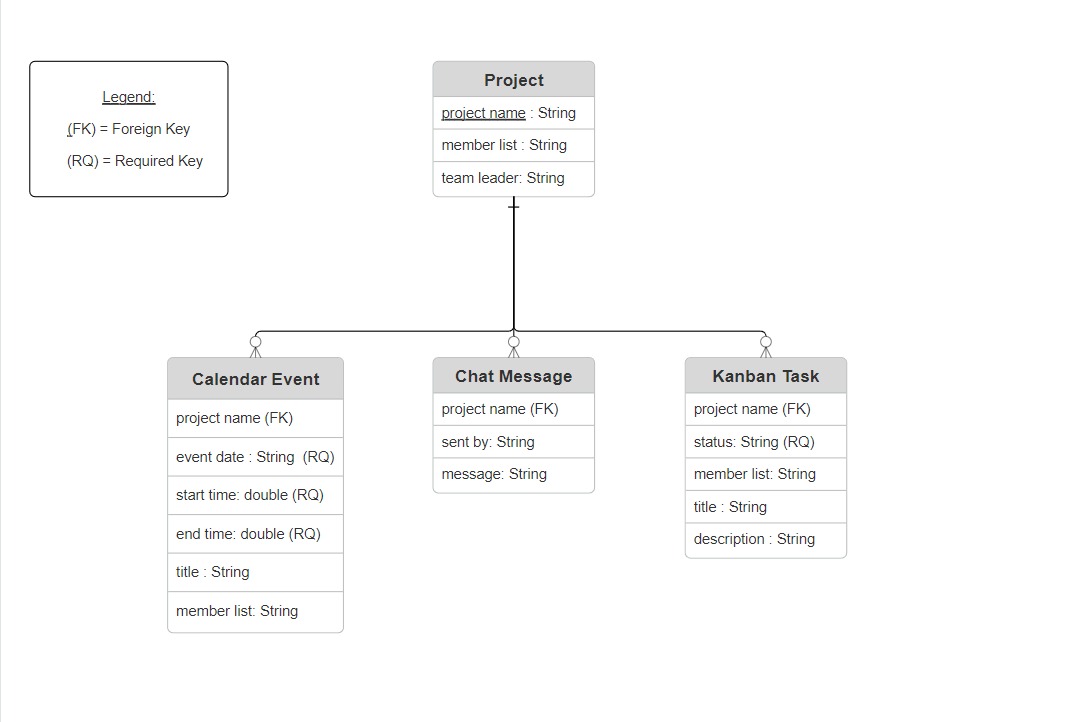 Legend:
(FK) = Foreign Key
(RQ) = Required Key
Project
project name : String
member list : String
team leader: String
Calendar Event
project name (FK)
event date : String (RQ)
start time: double (RQ)
end time: double (RQ)
title : String
member list: String
Chat Message
project name (FK)
sent by: String
message: String
Kanban Task
project name (FK)
status: String (RQ)
member list: String
title : String
description : String